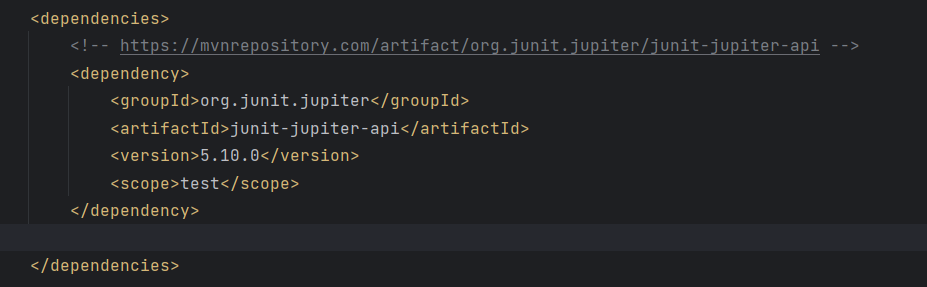 <dependencies>
<!-- https://mvnrepository.com/artifact/org.junit.jupiter/junit-jupiter-api -->
<dependency>
<groupId>org.junit.jupiter</groupId>
<artifactId>junit-jupiter-api</artifactId>
<version>5.10.0</version>
<scope>test</scope>
</dependency>
</dependencies>